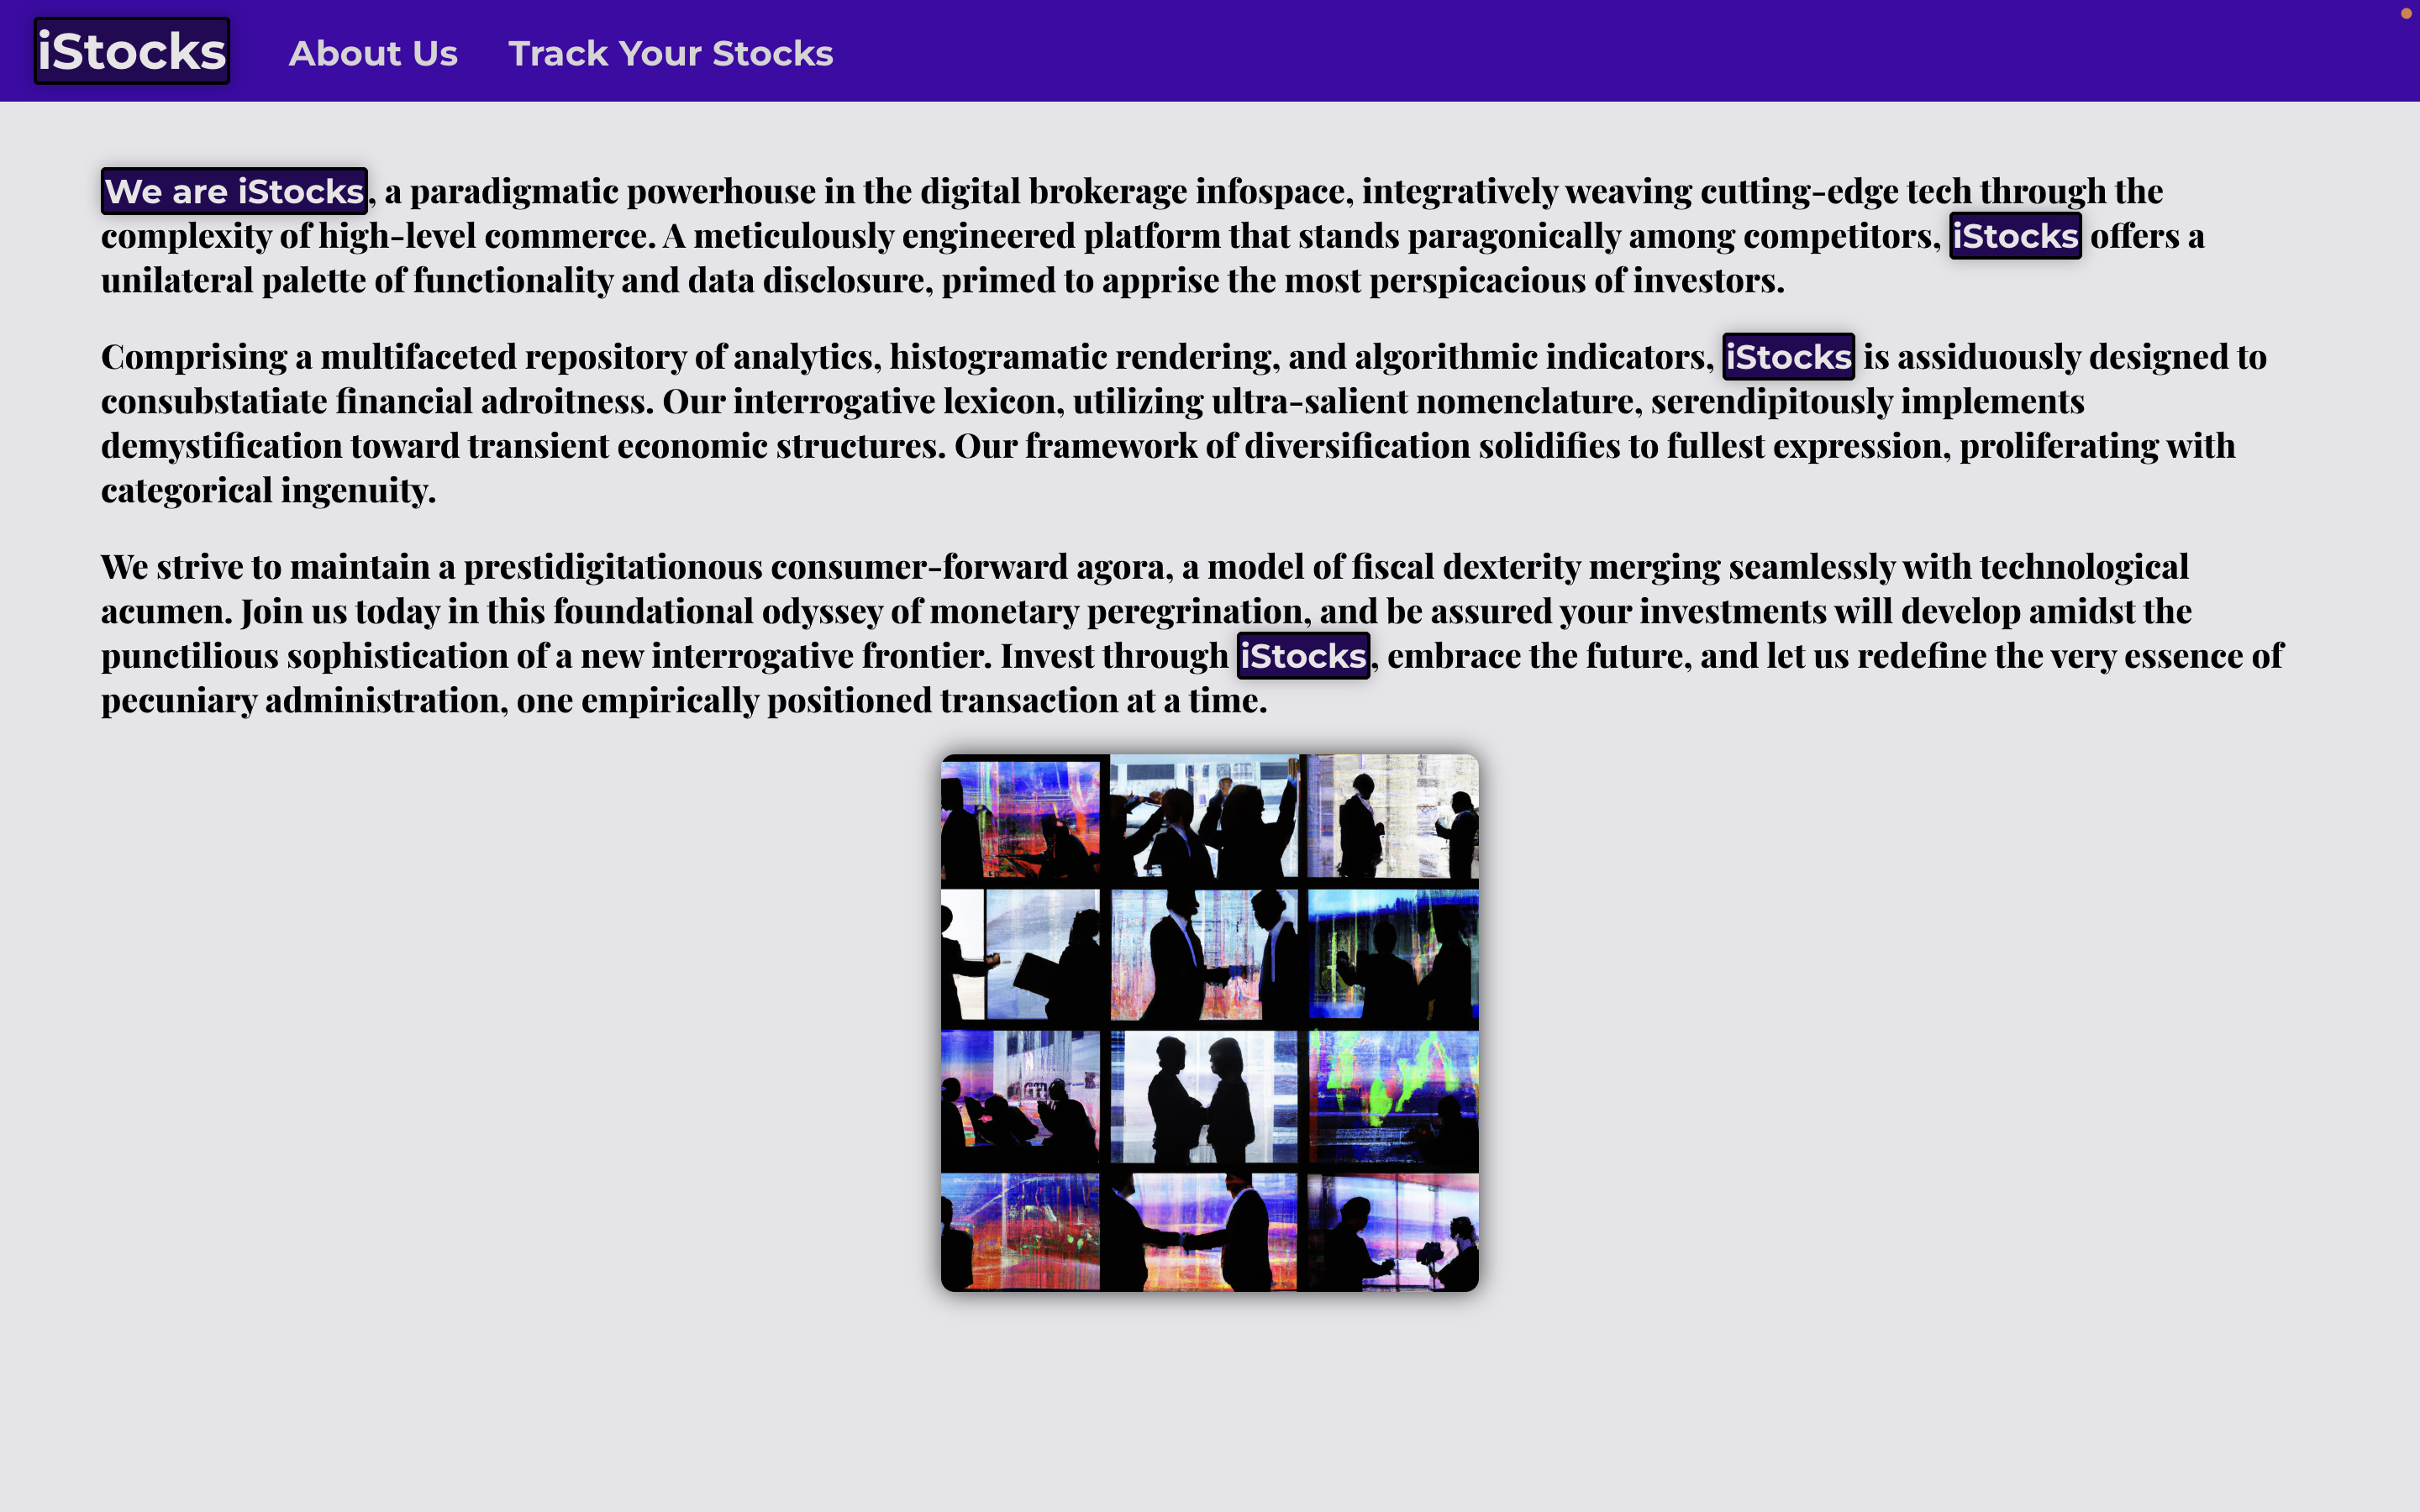 iStocks About Us Track Your Stocks
We are iStocks, a paradigmatic powerhouse in the digital brokerage infospace, integratively weaving cutting-edge tech through the
complexity of high-level commerce. A meticulously engineered platform that stands paragonically among competitors, iStocks offers a
unilateral palette of functionality and data disclosure, primed to apprise the most perspicacious of investors.
Comprising a multifaceted repository of analytics, histogramatic rendering, and algorithmic indicators, iStocks is assiduously designed to
consubstatiate financial adroitness. Our interrogative lexicon, utilizing ultra-salient nomenclature, serendipitously implements
demystification toward transient economic structures. Our framework of diversification solidifies to fullest expression, proliferating with
categorical ingenuity.
We strive to maintain a prestidigitationous consumer-forward agora, a model of fiscal dexterity merging seamlessly with technological
acumen. Join us today in this foundational odyssey of monetary peregrination, and be assured your investments will develop amidst the
punctilious sophistication of a new interrogative frontier. Invest through iStocks, embrace the future, and let us redefine the very essence of
pecuniary administration, one empirically positioned transaction at a time.